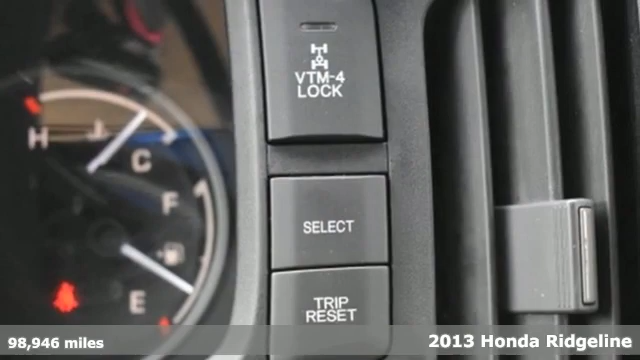 VTM-4
LOCK
H
C
F
SELECT
E
TRIP
RESET
98,946 miles
2013 Honda Ridgeline